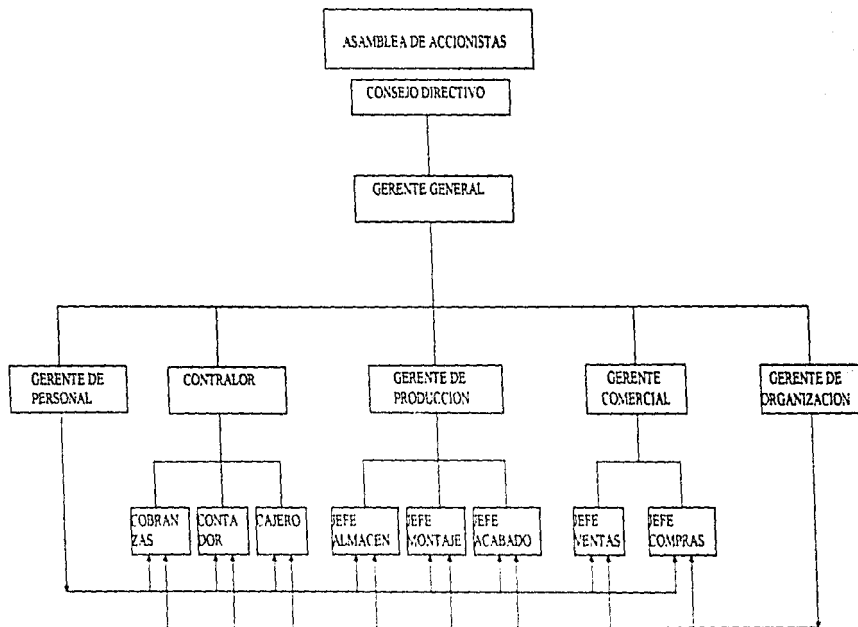 ASAMBLEA DE ACCIONISTAS
CONSEJO DIRECTIVO
GERENTE GENERAL
GERENTE DE
PERSONAL
CONTRALOR
GERENTE DE
PRODUCCION
GERENTE
COMERCIAL
GERENTE DE
ORGANIZACION
COBRAN
ZAS
CONTA
DOR
CAJERO
JEFE
ALMACEN
JEFE
MONTAJE
JEFE
ACABADO
JEFE
VENTAS
JEFE
COMPRAS